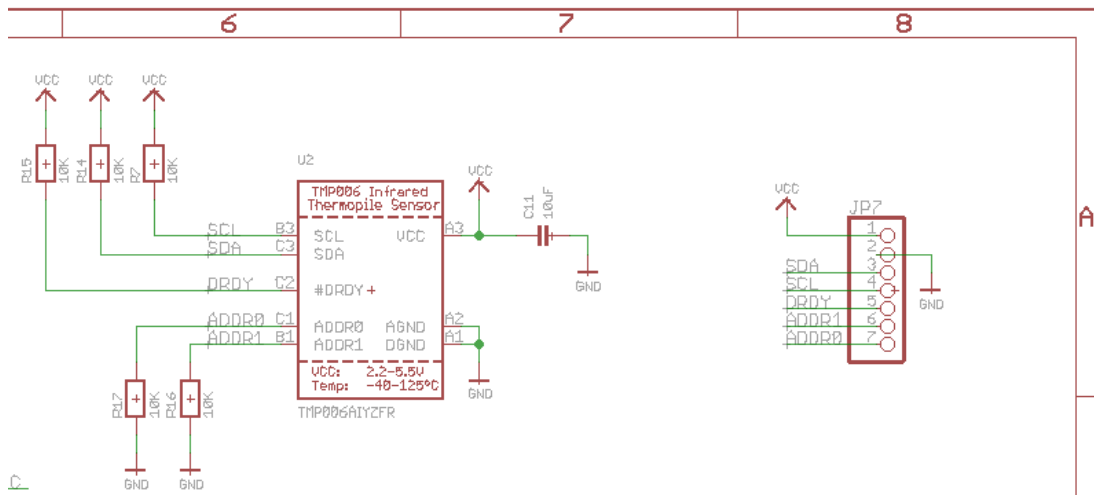 6 7 8
VCC VCC VCC
R15 10K R14 10K R7 10K
U2
TMP006 Infrared
Thermopile Sensor
VCC
C11 10uF
VCC
JP7
A
SCL B3 SCL VCC A3
SDA C3 SDA
DRDY C2 #DRDY
ADDR0 C1 ADDR0 AGND A2
ADDR1 B1 ADDR1 DGND A1
GND
VCC: 2.2-5.5V
Temp: -40-125°C
GND
TMP006AIYZFR
R17 10K R16 10K
GND GND
C
1
2
SDA 3
SCL 4
DRDY 5
ADDR1 6
ADDR0 7
GND